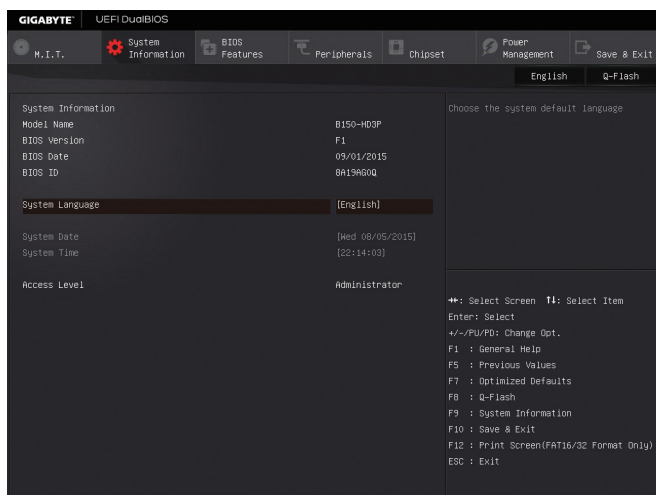 GIGABYTE™ UEFI DualBIOS
M.I.T. System Information BIOS Features Peripherals Chipset Power Management Save & Exit
English Q-Flash
System Information
Model Name B150-HD3P
BIOS Version F1
BIOS Date 09/01/2015
BIOS ID 8A19AG0Q
System Language [English]
System Date [Wed 08/05/2015]
System Time [22:14:03]
Access Level Administrator
Choose the system default language
→←: Select Screen ↑↓: Select Item
Enter: Select
+/-/PU/PD: Change Opt.
F1 : General Help
F5 : Previous Values
F7 : Optimized Defaults
F8 : Q-Flash
F9 : System Information
F10 : Save & Exit
F12 : Print Screen(FAT16/32 Format Only)
ESC : Exit